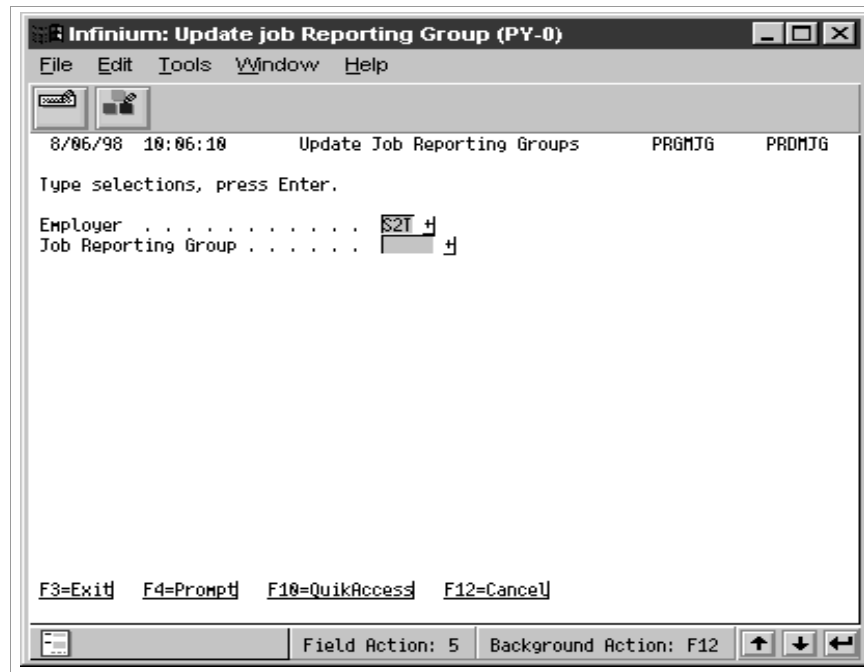 Infinium: Update job Reporting Group (PY-0)
File Edit Tools Window Help
8/06/98 10:06:10 Update Job Reporting Groups PRGMJG PRDMJG
Type selections, press Enter.
Employer . . . . . . . . . . . S2T +
Job Reporting Group . . . . . . +
F3=Exit F4=Prompt F10=QuikAccess F12=Cancel
Field Action: 5 Background Action: F12